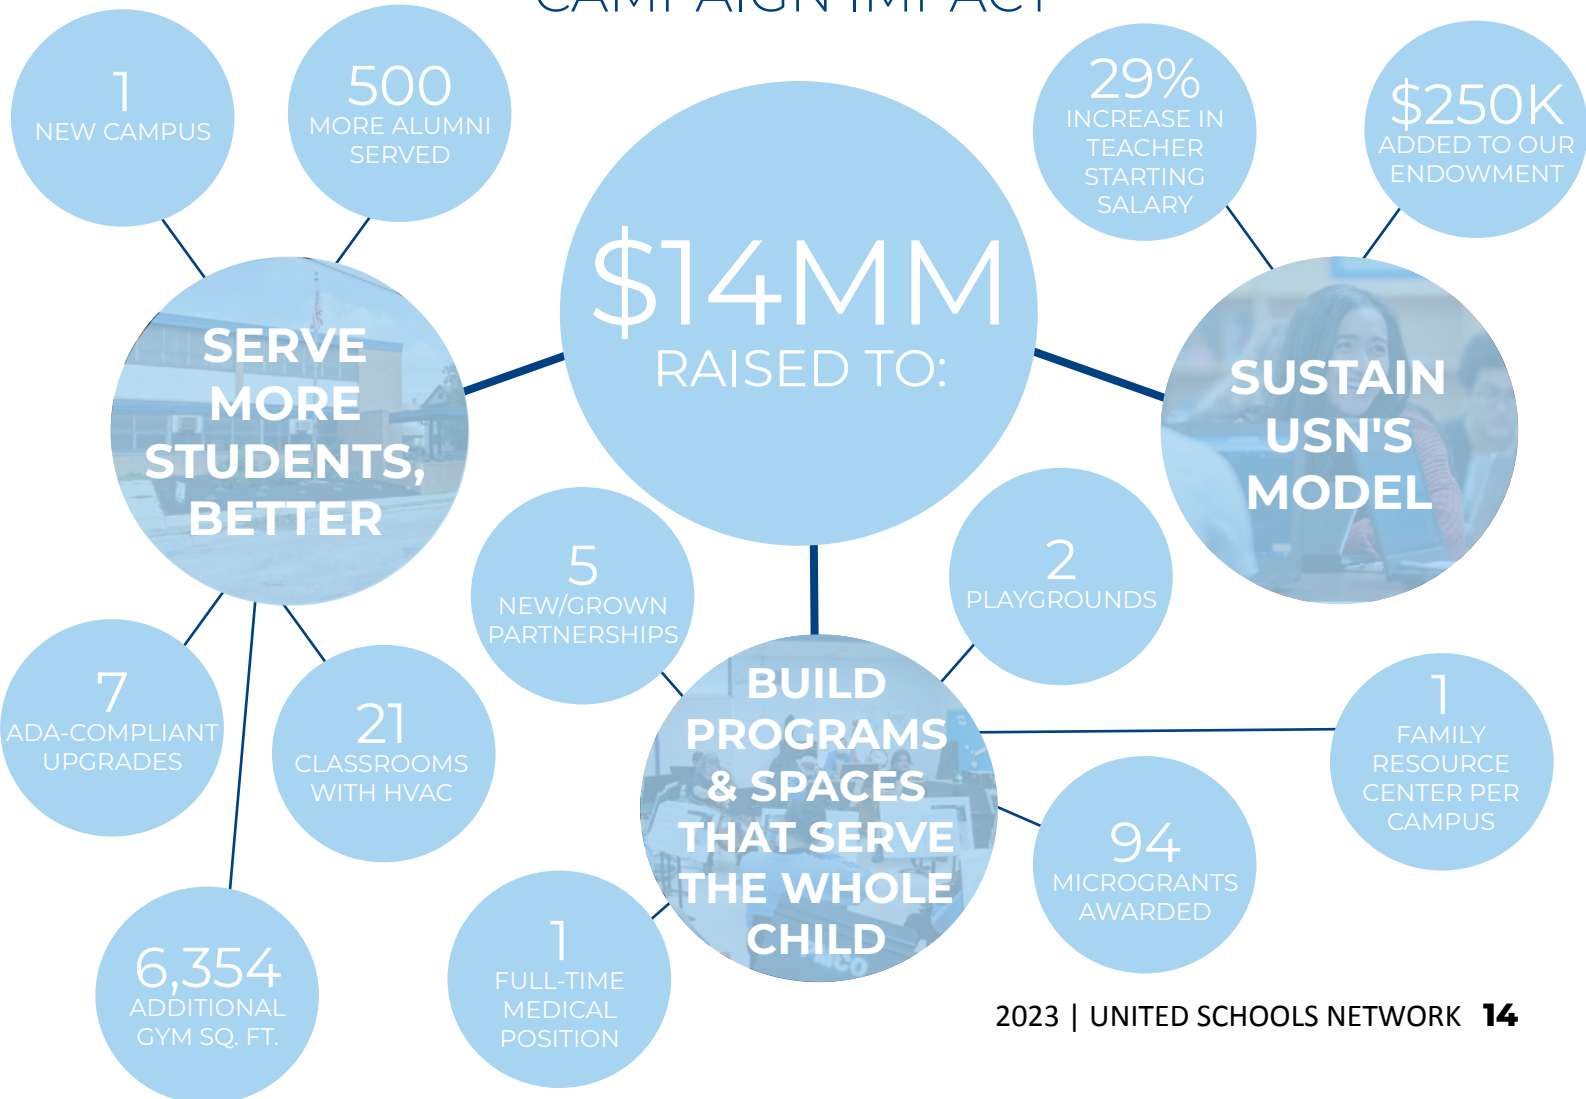 CAMPAIGN IMPACT
1
NEW CAMPUS
500
MORE ALUMNI
SERVED
$14MM
RAISED TO:
29%
INCREASE IN
TEACHER
STARTING
SALARY
$250K
ADDED TO OUR
ENDOWMENT
SERVE
MORE
STUDENTS,
BETTER
SUSTAIN
USN'S
MODEL
5
NEW/GROWN
PARTNERSHIPS
2
PLAYGROUNDS
7
ADA-COMPLIANT
UPGRADES
21
CLASSROOMS
WITH HVAC
BUILD
PROGRAMS
& SPACES
THAT SERVE
THE WHOLE
CHILD
1
FAMILY
RESOURCE
CENTER PER
CAMPUS
94
MICROGRANTS
AWARDED
6,354
ADDITIONAL
GYM SQ. FT.
1
FULL-TIME
MEDICAL
POSITION
2023 | UNITED SCHOOLS NETWORK 14